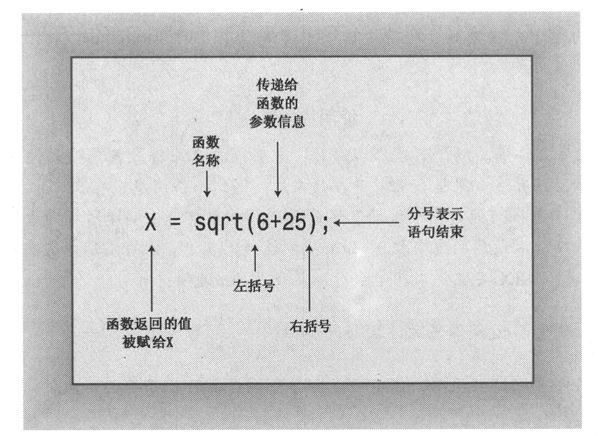 传递给
函数的
参数信息
函数
名称
X = sqrt(6+25);
分号表示
语句结束
左括号
右括号
函数返回的值
被赋给X